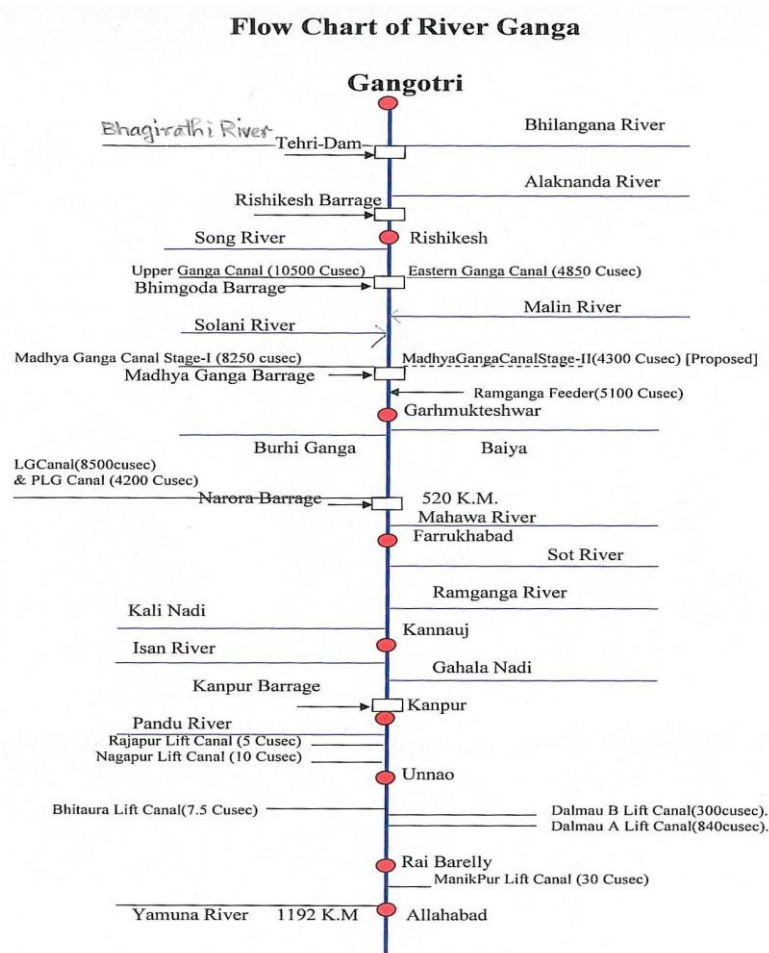 Flow Chart of River Ganga
Gangotri
Bhagirathi River
Bhilangana River
Tehri-Dam
Alaknanda River
Rishikesh Barrage
Song River
Rishikesh
Upper Ganga Canal (10500 Cusec)
Eastern Ganga Canal (4850 Cusec)
Bhimgoda Barrage
Malin River
Solani River
Madhya Ganga Canal Stage-I (8250 cusec)
MadhyaGangaCanalStage-II(4300 Cusec) [Proposed]
Madhya Ganga Barrage
Ramganga Feeder(5100 Cusec)
Garhmukteshwar
Burhi Ganga
Baiya
LGCanal(8500cusec)
& PLG Canal (4200 Cusec)
Narora Barrage
520 K.M.
Mahawa River
Farrukhabad
Sot River
Ramganga River
Kali Nadi
Kannauj
Isan River
Gahala Nadi
Kanpur Barrage
Kanpur
Pandu River
Rajapur Lift Canal (5 Cusec)
Nagapur Lift Canal (10 Cusec)
Unnao
Bhitaura Lift Canal(7.5 Cusec)
Dalmau B Lift Canal(300cusec).
Dalmau A Lift Canal(840cusec).
Rai Barelly
ManikPur Lift Canal (30 Cusec)
Yamuna River 1192 K.M
Allahabad